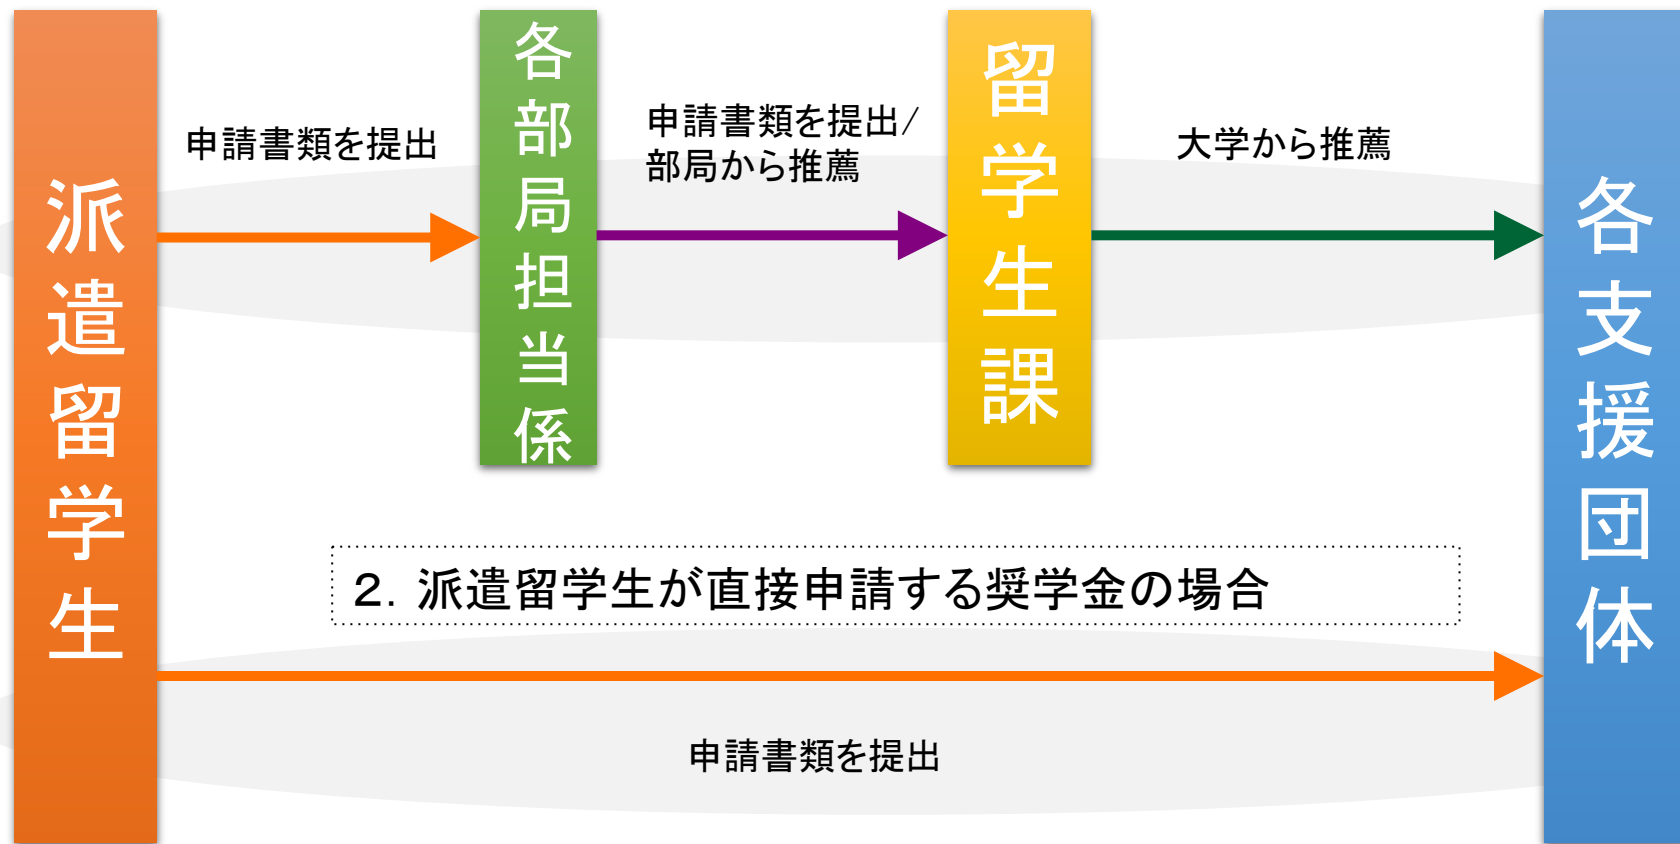 派遣留学生
申請書類を提出
各部局担当係
申請書類を提出/
部局から推薦
留学生課
大学から推薦
各支援団体
２．派遣留学生が直接申請する奨学金の場合
申請書類を提出